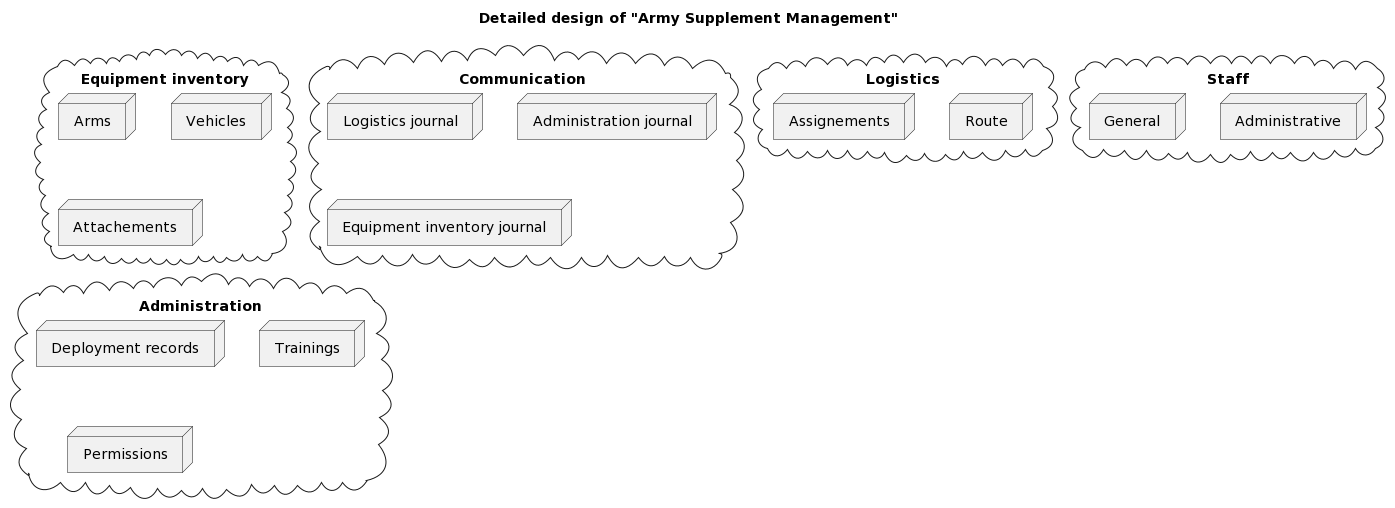 Detailed design of "Army Supplement Management"
Equipment inventory
Arms
Vehicles
Attachements
Communication
Logistics journal
Administration journal
Equipment inventory journal
Logistics
Assignements
Route
Staff
General
Administrative
Administration
Deployment records
Trainings
Permissions